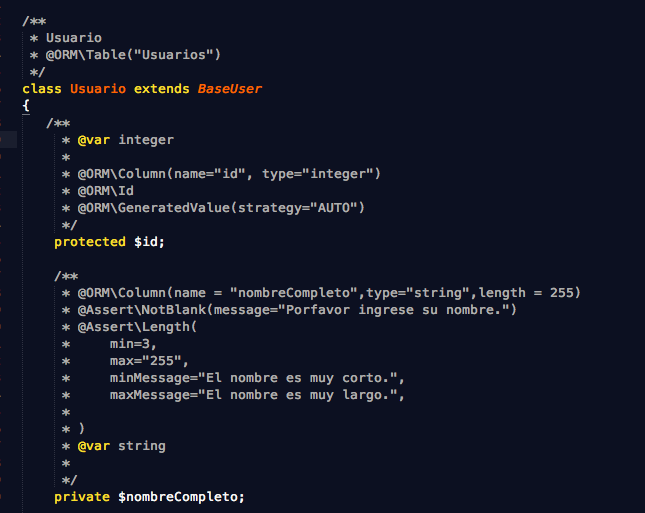 /**
* Usuario
* @ORM\Table("Usuarios")
*/
class Usuario extends BaseUser
{
/**
* @var integer
*
* @ORM\Column(name="id", type="integer")
* @ORM\Id
* @ORM\GeneratedValue(strategy="AUTO")
*/
protected $id;
/**
* @ORM\Column(name = "nombreCompleto",type="string",length = 255)
* @Assert\NotBlank(message="Porfavor ingrese su nombre.")
* @Assert\Length(
*     min=3,
*     max="255",
*     minMessage="El nombre es muy corto.",
*     maxMessage="El nombre es muy largo.",
*
* )
* @var string
*
*/
private $nombreCompleto;